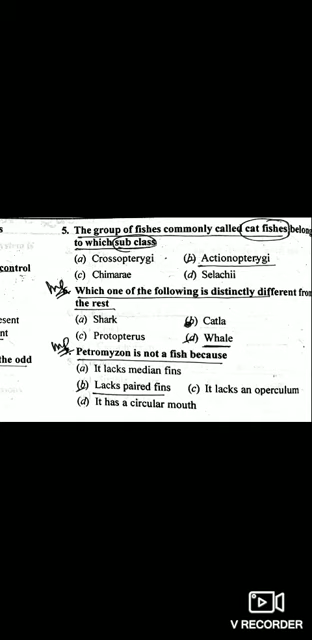 s
5. The group of fishes commonly called cat fishes belong
to which sub class
(a) Crossopterygi (b) Actionopterygi
control
(c) Chimarae (d) Selachii
6. Which one of the following is distinctly different from
the rest
esent
(a) Shark (b) Catla
nt
(c) Protopterus (d) Whale
the odd
7. Petromyzon is not a fish because
(a) It lacks median fins
(b) Lacks paired fins (c) It lacks an operculum
(d) It has a circular mouth
V RECORDER